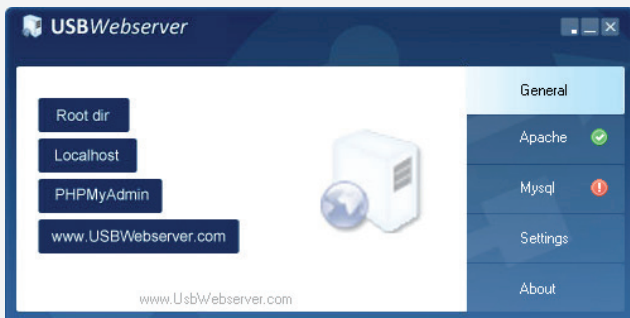 USBWebserver
Root dir
Localhost
PHPMyAdmin
www.USBWebserver.com
www.UsbWebserver.com
General
Apache
Mysql
Settings
About